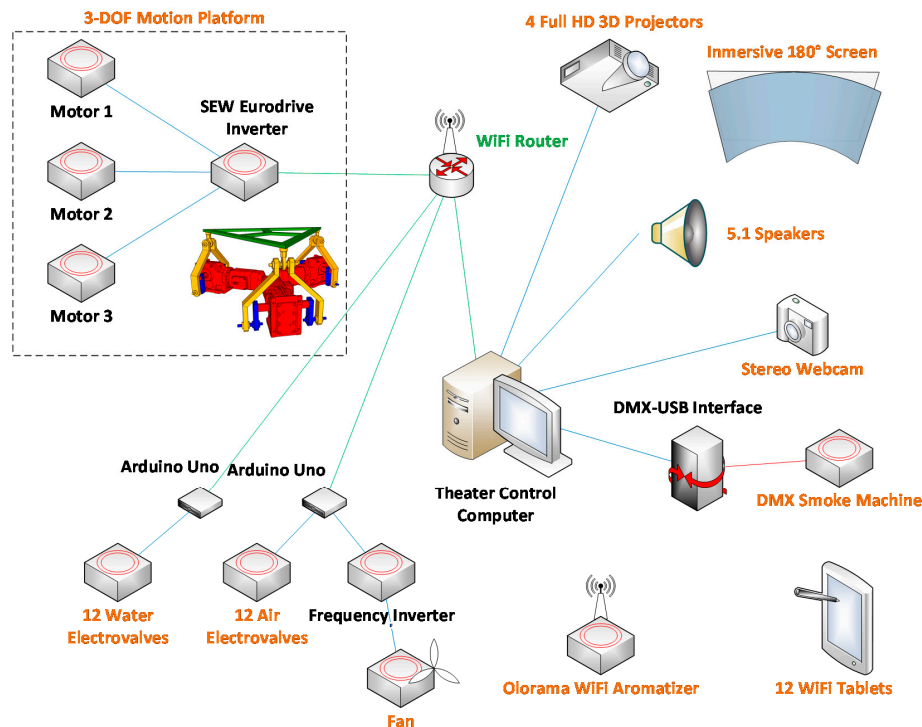 3-DOF Motion Platform
4 Full HD 3D Projectors
Inmersive 180° Screen
Motor 1
SEW Eurodrive
Inverter
WiFi Router
Motor 2
5.1 Speakers
Motor 3
Stereo Webcam
DMX-USB Interface
Arduino Uno
Arduino Uno
Theater Control
Computer
DMX Smoke Machine
12 Water
Electrovalves
12 Air
Electrovalves
Frequency Inverter
Fan
Olorama WiFi Aromatizer
12 WiFi Tablets